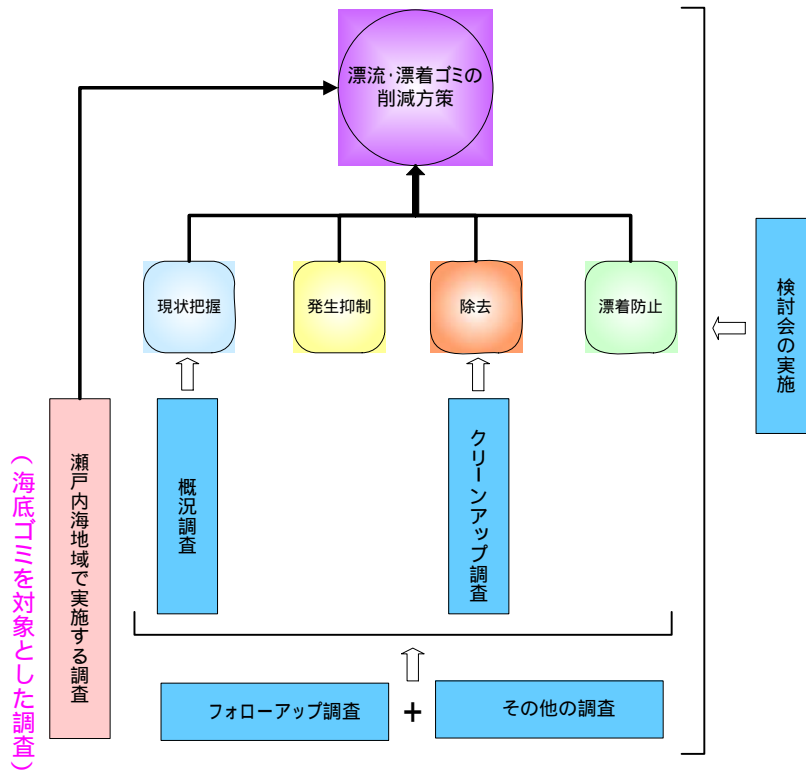 漂流・漂着ゴミの
削減方策
現状把握
発生抑制
除去
漂着防止
検討会の実施
概況調査
クリーンアップ調査
瀬戸内海地域で実施する調査
（海底ゴミを対象とした調査）
フォローアップ調査
+
その他の調査